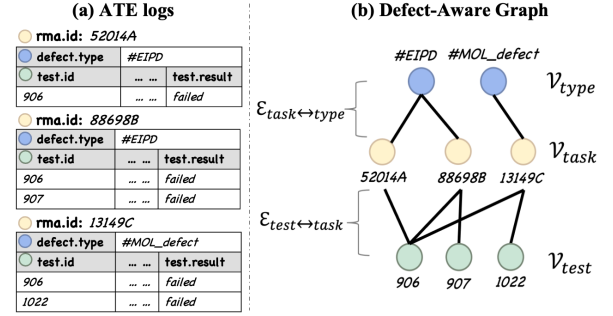 (a) ATE logs
rma.id: 52014A
defect.type #EIPD
test.id ... ... test.result
906 ... ... failed
rma.id: 88698B
defect.type #EIPD
test.id ... ... test.result
906 ... ... failed
907 ... ... failed
rma.id: 13149C
defect.type #MOL_defect
test.id ... ... test.result
906 ... ... failed
1022 ... ... failed
(b) Defect-Aware Graph
#EIPD #MOL_defect
𝒱type
ℰtask↔type
𝒱task
52014A 88698B 13149C
ℰtest↔task
𝒱test
906 907 1022